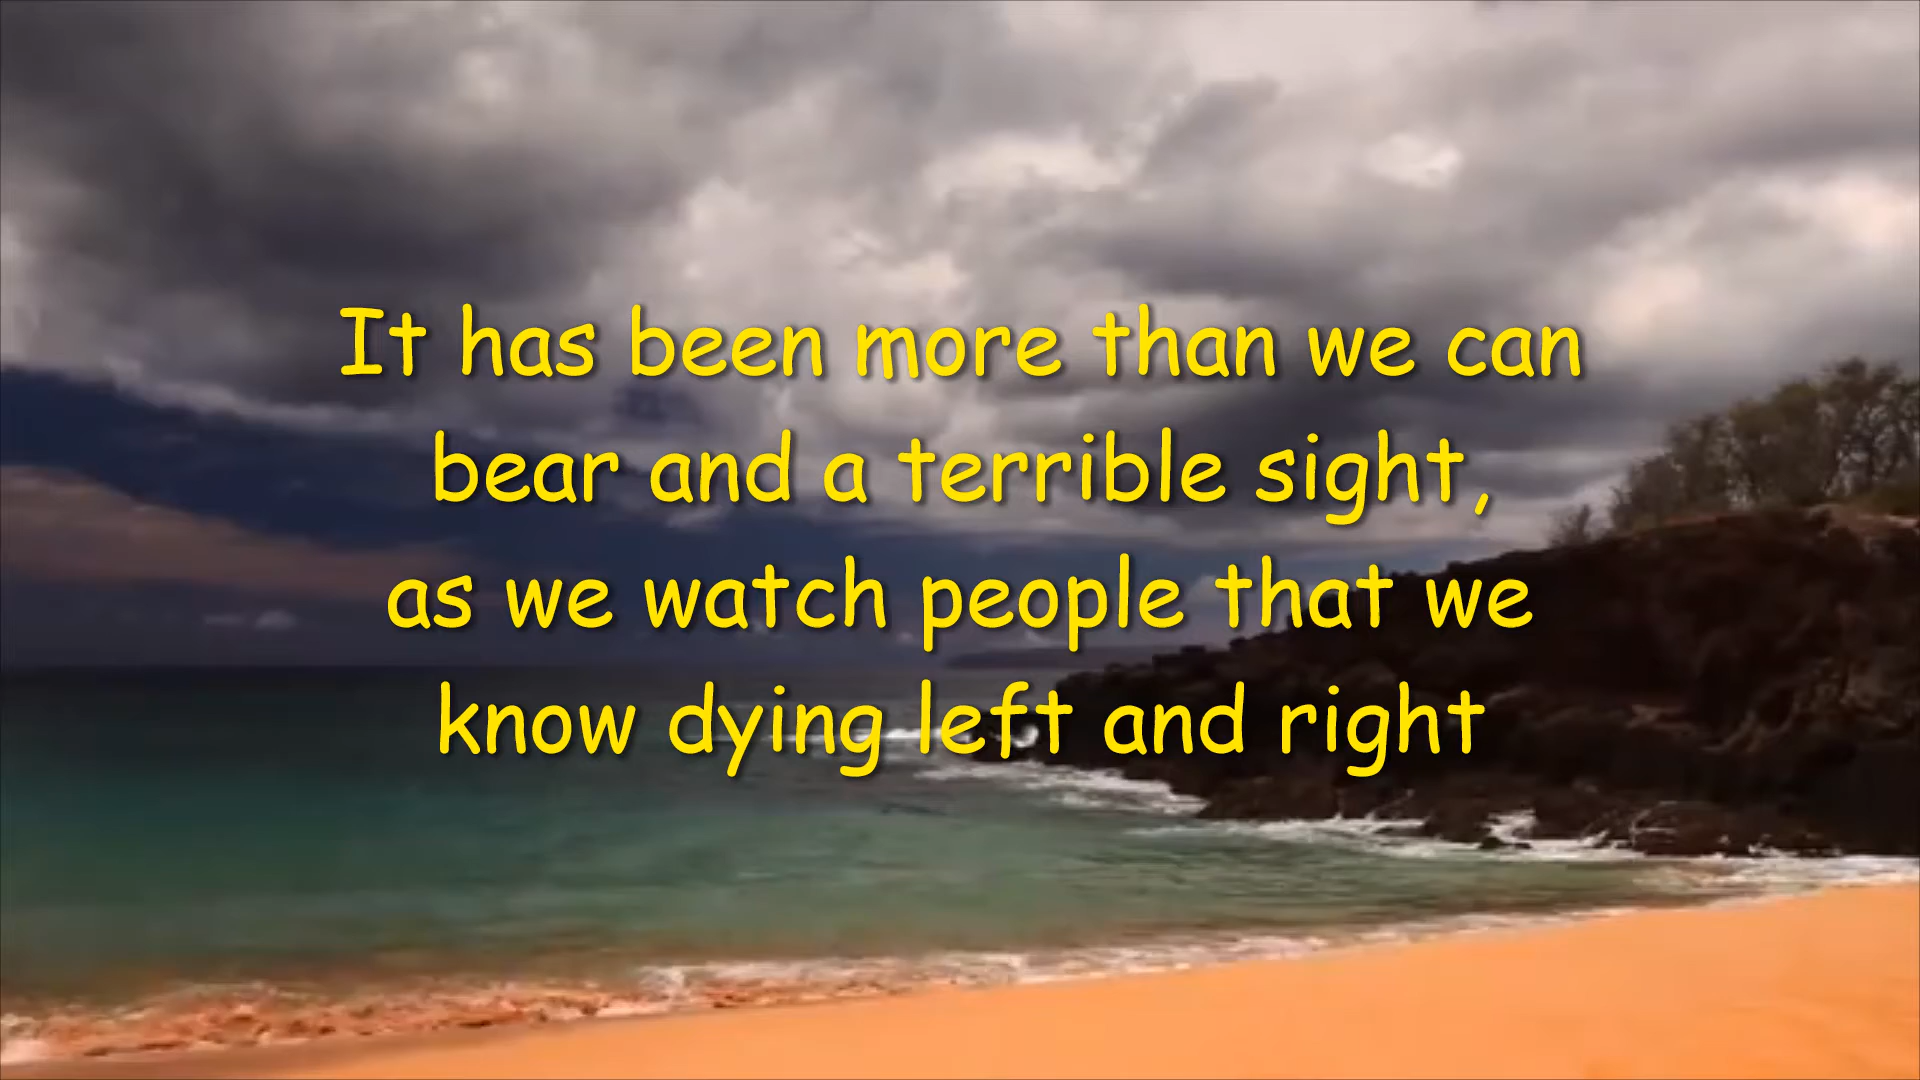 It has been more than we can
bear and a terrible sight,
as we watch people that we
know dying left and right